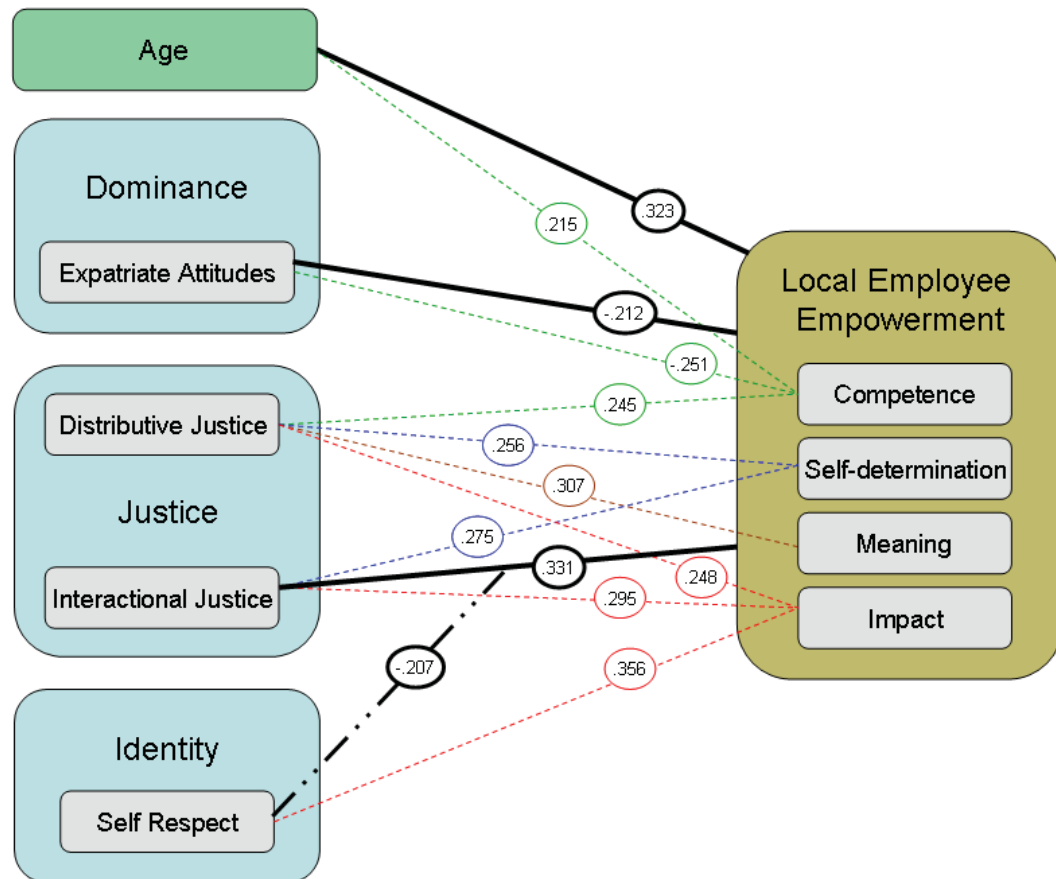 Age
Dominance
Expatriate Attitudes
Distributive Justice
Justice
Interactional Justice
Identity
Self Respect
.323
.215
-.212
-.251
.245
.256
.307
.275
.331
.248
.295
-.207
.356
Local Employee
Empowerment
Competence
Self-determination
Meaning
Impact